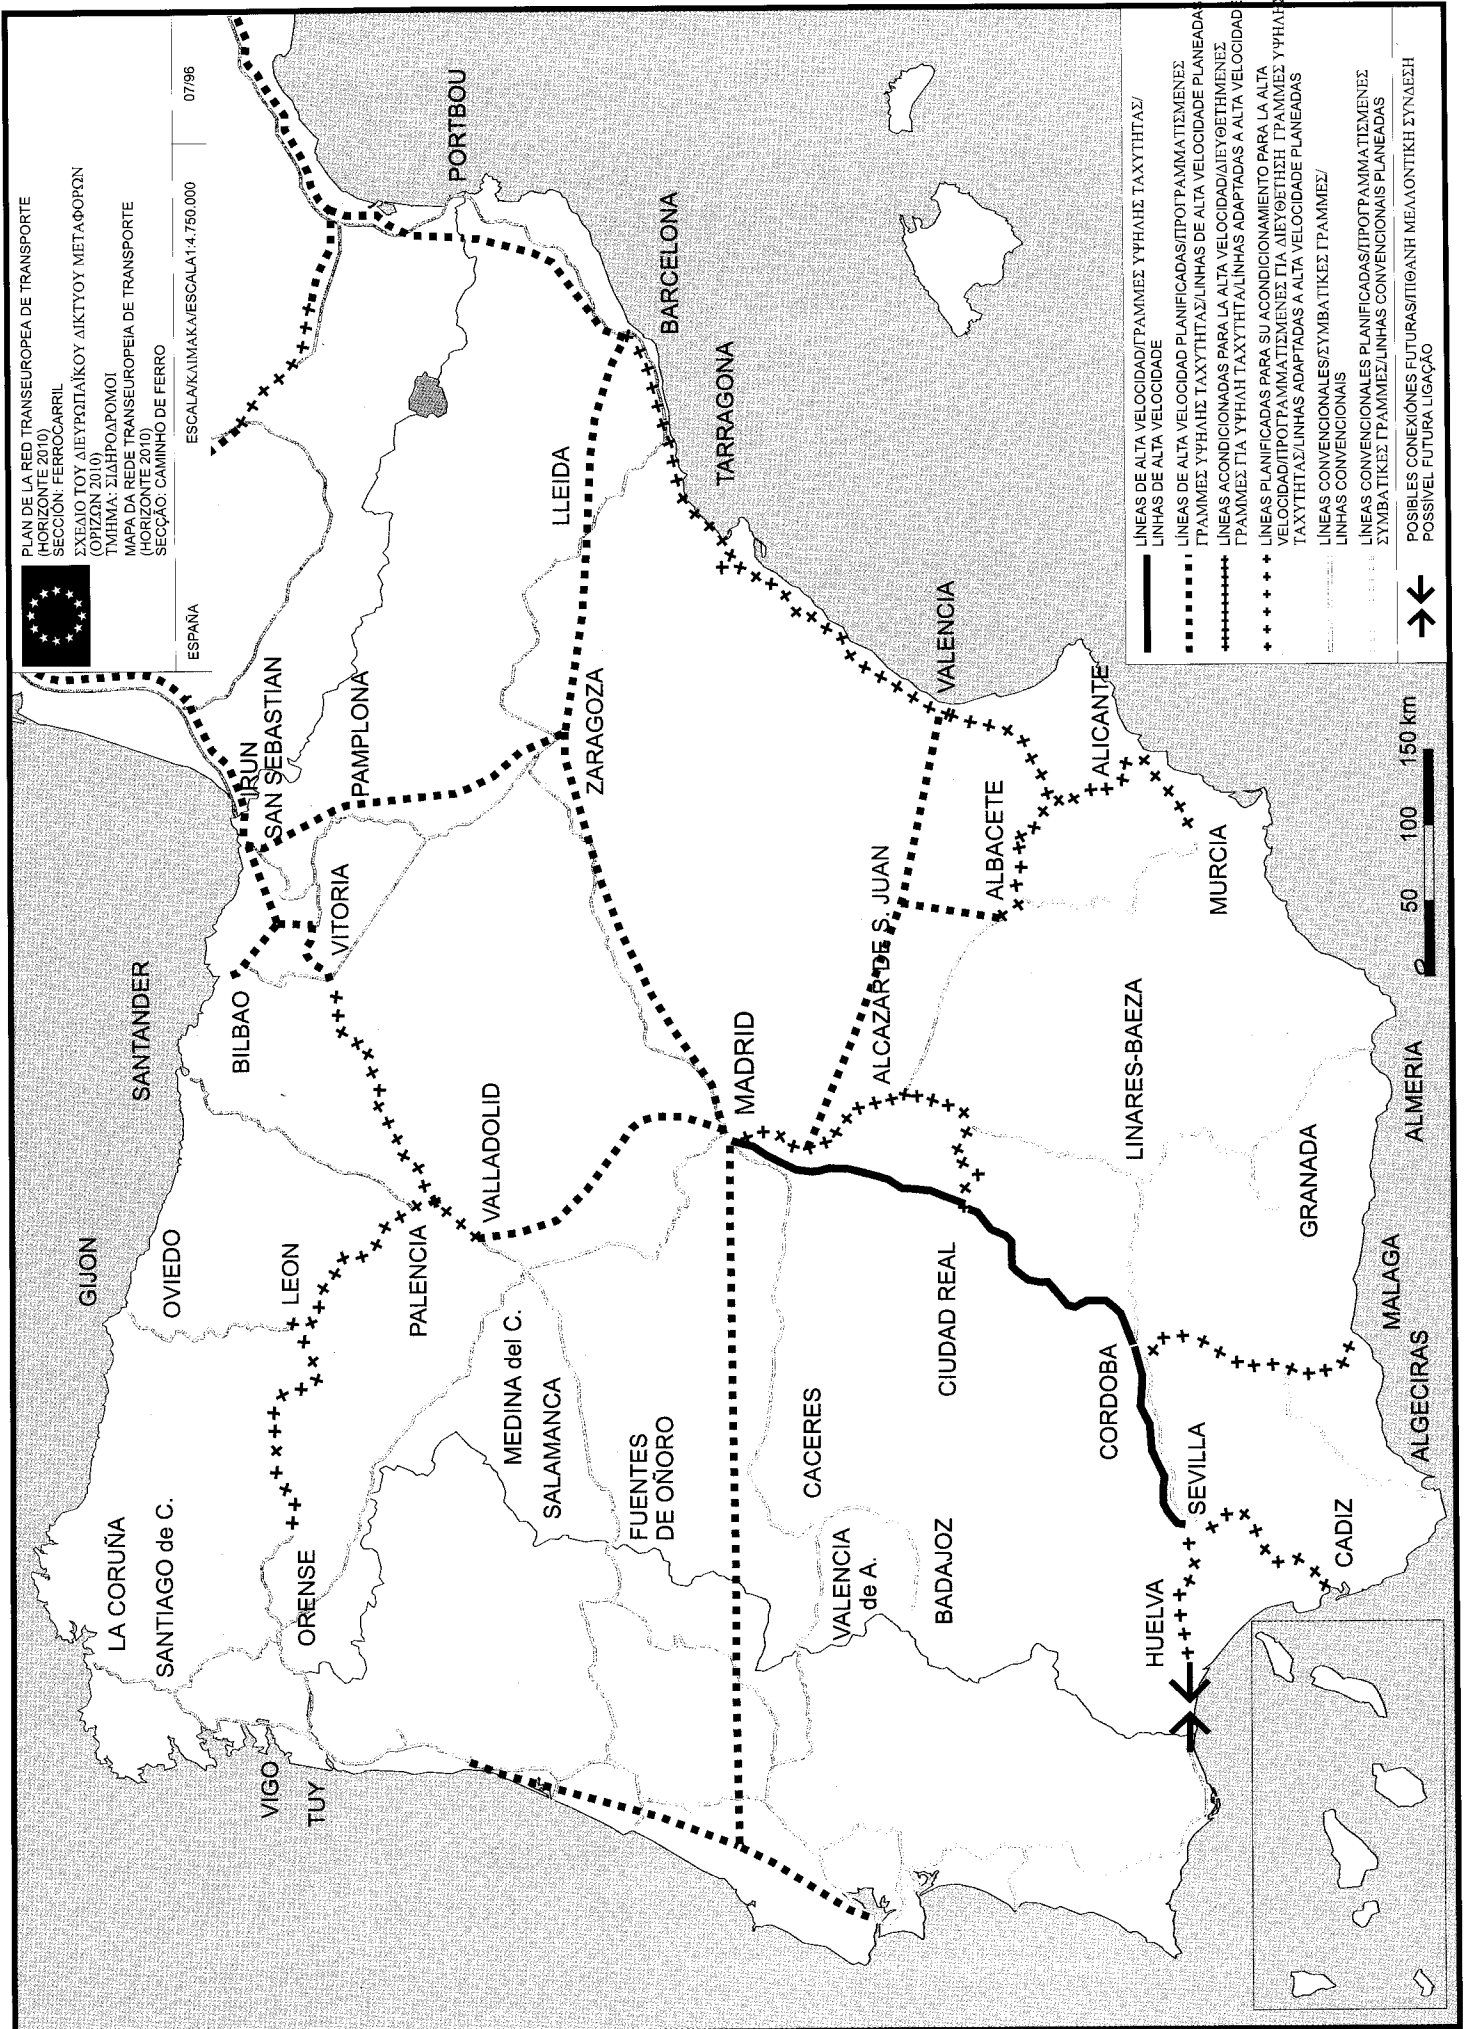 PLAN DE LA RED TRANSEUROPEA DE TRANSPORTE
(HORIZONTE 2010)
SECCIÓN: FERROCARRIL
ΣΧΕΔΙΟ ΤΟΥ ΔΙΕΥΡΩΠΑΪΚΟΥ ΔΙΚΤΥΟΥ ΜΕΤΑΦΟΡΩΝ
(ΟΡΙΖΩΝ 2010)
ΤΜΗΜΑ: ΣΙΔΗΡΟΔΡΟΜΟΙ
MAPA DA REDE TRANSEUROPEIA DE TRANSPORTE
(HORIZONTE 2010)
SECÇÃO: CAMINHO DE FERRO
ESPAÑA
ESCALA/ΚΛΙΜΑΚΑ/ESCALA1:4.750.000
07/96
GIJON
SANTANDER
LA CORUÑA
SANTIAGO de C.
OVIEDO
BILBAO
IRUN
SAN SEBASTIAN
VIGO
TUY
ORENSE
LEON
VITORIA
PAMPLONA
PORTBOU
PALENCIA
VALLADOLID
MEDINA del C.
SALAMANCA
LLEIDA
BARCELONA
ZARAGOZA
TARRAGONA
FUENTES
DE OÑORO
MADRID
CACERES
VALENCIA
de A.
BADAJOZ
CIUDAD REAL
ALCAZAR DE S. JUAN
VALENCIA
ALBACETE
ALICANTE
CORDOBA
LINARES-BAEZA
HUELVA
SEVILLA
MURCIA
GRANADA
CADIZ
MALAGA
ALGECIRAS
ALMERIA
0
50
100
150 km
LÍNEAS DE ALTA VELOCIDAD/ΓΡΑΜΜΕΣ ΥΨΗΛΗΣ ΤΑΧΥΤΗΤΑΣ/
LINHAS DE ALTA VELOCIDADE
LÍNEAS DE ALTA VELOCIDAD PLANIFICADAS/ΠΡΟΓΡΑΜΜΑΤΙΣΜΕΝΕΣ
ΓΡΑΜΜΕΣ ΥΨΗΛΗΣ ΤΑΧΥΤΗΤΑΣ/LINHAS DE ALTA VELOCIDADE PLANEADAS
LÍNEAS ACONDICIONADAS PARA LA ALTA VELOCIDAD/ΔΙΕΥΘΕΤΗΜΕΝΕΣ
ΓΡΑΜΜΕΣ ΓΙΑ ΥΨΗΛΗ ΤΑΧΥΤΗΤΑ/LÍNHAS ADAPTADAS A ALTA VELOCIDADE
LÍNEAS PLANIFICADAS PARA SU ACONDICIONAMIENTO PARA LA ALTA
VELOCIDAD/ΠΡΟΓΡΑΜΜΑΤΙΣΜΕΝΕΣ ΓΙΑ ΔΙΕΥΘΕΤΗΣΗ ΓΡΑΜΜΕΣ ΥΨΗΛΗΣ
ΤΑΧΥΤΗΤΑΣ/LINHAS ADAPTADAS A ALTA VELOCIDADE PLANEADAS
LÍNEAS CONVENCIONALES/ΣΥΜΒΑΤΙΚΕΣ ΓΡΑΜΜΕΣ/
LINHAS CONVENCIONAIS
LÍNEAS CONVENCIONALES PLANIFICADAS/ΠΡΟΓΡΑΜΜΑΤΙΣΜΕΝΕΣ
ΣΥΜΒΑΤΙΚΕΣ ΓΡΑΜΜΕΣ/LINHAS CONVENCIONAIS PLANEADAS
POSIBLES CONEXIÓNES FUTURAS/ΠΙΘΑΝΗ ΜΕΛΛΟΝΤΙΚΗ ΣΥΝΔΕΣΗ
POSSÍVEL FUTURA LIGAÇÃO